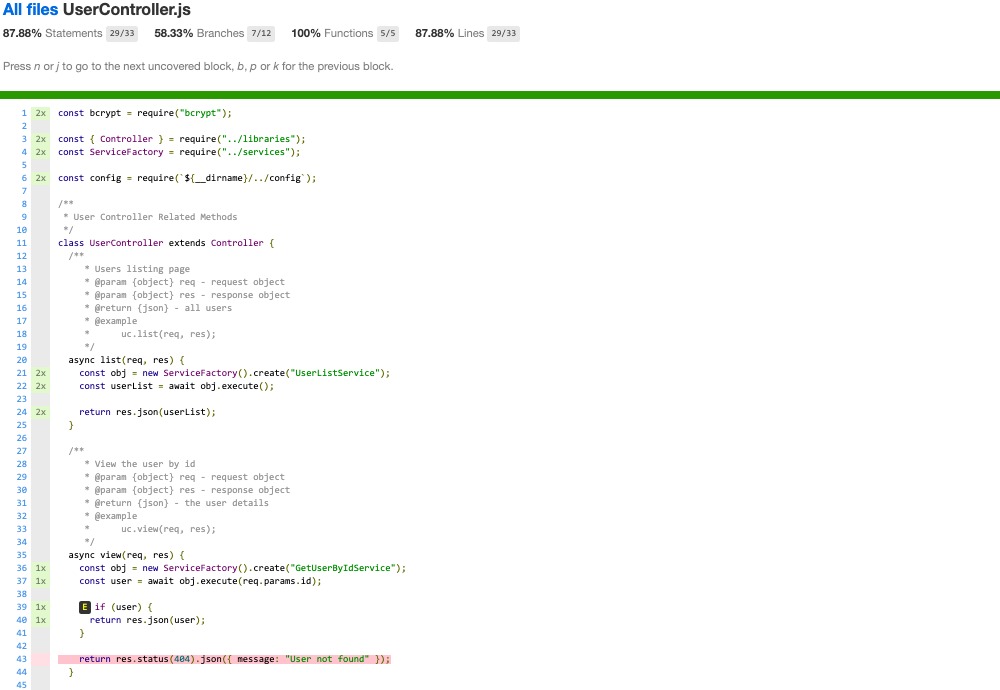 All files UserController.js
87.88% Statements 29/33 58.33% Branches 7/12 100% Functions 5/5 87.88% Lines 29/33
Press n or j to go to the next uncovered block, b, p or k for the previous block.
1 2x const bcrypt = require("bcrypt");
2
3 2x const { Controller } = require("../libraries");
4 2x const ServiceFactory = require("../services");
5
6 2x const config = require(`${__dirname}/../config`);
7
8 /**
9 * User Controller Related Methods
10 */
11 class UserController extends Controller {
12 /**
13 * Users listing page
14 * @param {object} req - request object
15 * @param {object} res - response object
16 * @return {json} - all users
17 * @example
18 * uc.list(req, res);
19 */
20 async list(req, res) {
21 2x const obj = new ServiceFactory().create("UserListService");
22 2x const userList = await obj.execute();
23
24 2x return res.json(userList);
25 }
26
27 /**
28 * View the user by id
29 * @param {object} req - request object
30 * @param {object} res - response object
31 * @return {json} - the user details
32 * @example
33 * uc.view(req, res);
34 */
35 async view(req, res) {
36 1x const obj = new ServiceFactory().create("GetUserByIdService");
37 1x const user = await obj.execute(req.params.id);
38
39 1x E if (user) {
40 1x return res.json(user);
41 }
42
43 return res.status(404).json({ message: "User not found" });
44 }
45